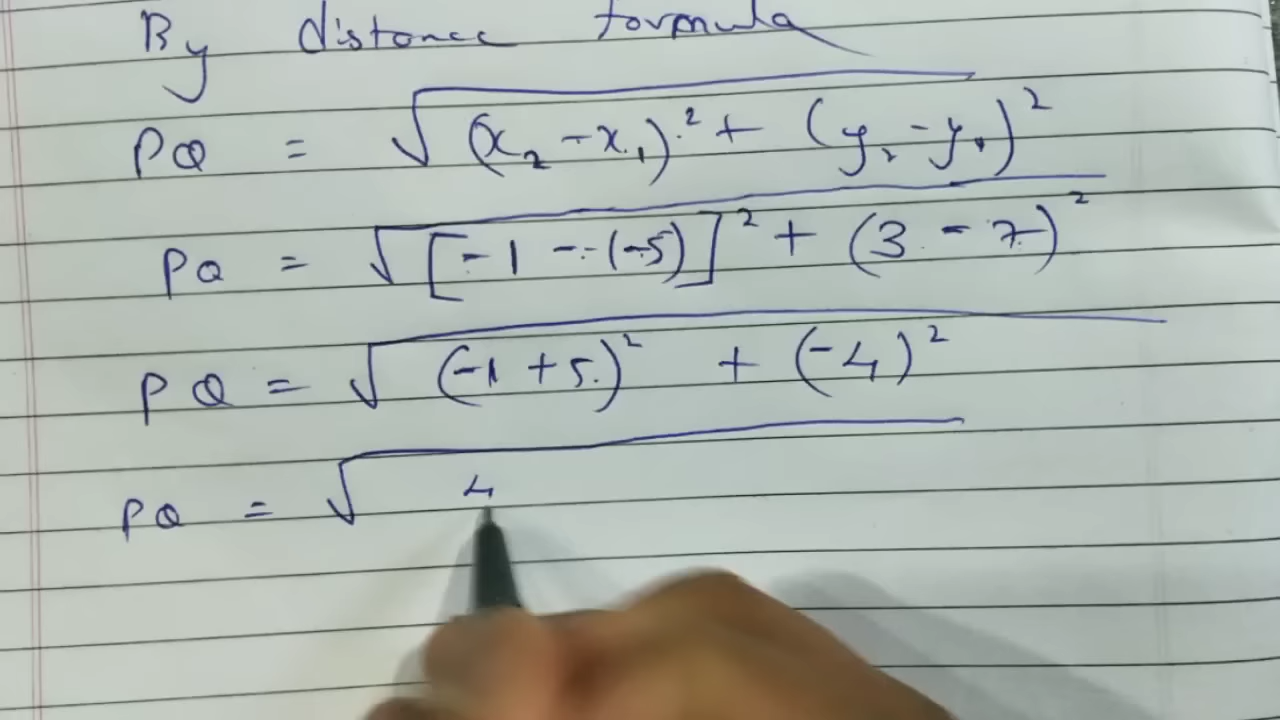 By distance formula
PQ = √(x₂ - x₁)² + (y₂ - y₁)²
PQ = √[-1 - (-5)]² + (3 - 7)²
PQ = √(-1 + 5)² + (-4)²
PQ = √4